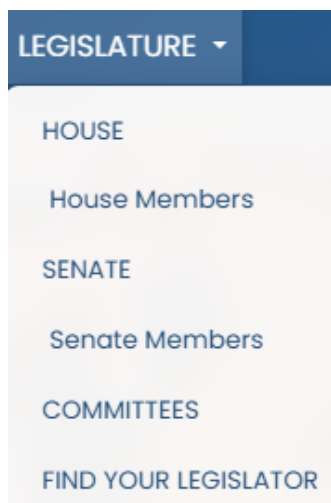 LEGISLATURE
HOUSE
House Members
SENATE
Senate Members
COMMITTEES
FIND YOUR LEGISLATOR